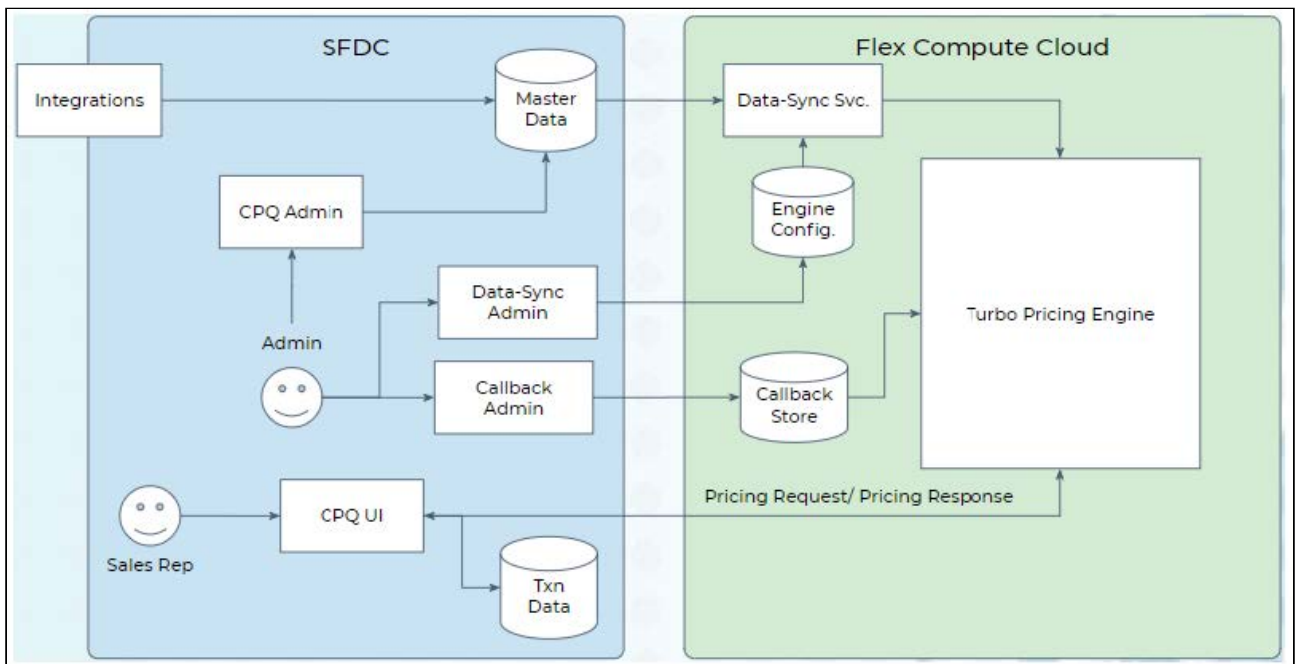 SFDC
Flex Compute Cloud
Integrations
Master
Data
Data-Sync Svc.
CPQ Admin
Engine
Config.
Data-Sync
Admin
Turbo Pricing Engine
Admin
Callback
Admin
Callback
Store
Pricing Request/ Pricing Response
CPQ UI
Sales Rep
Txn
Data